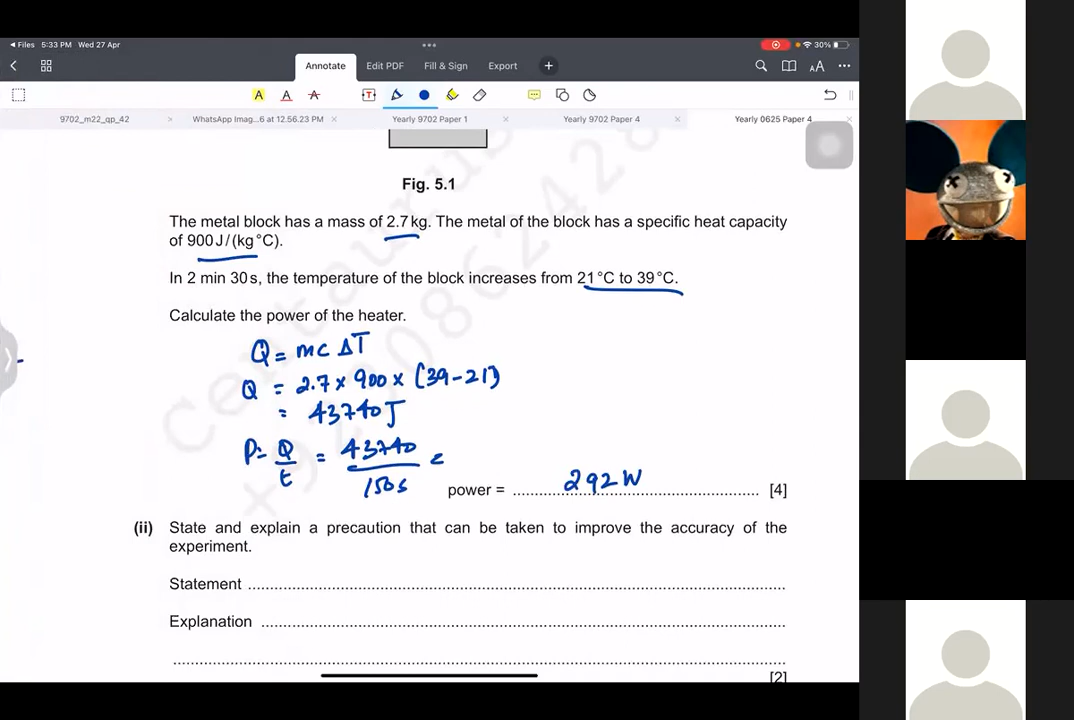 Files 5:33 PM Wed 27 Apr 30%
Annotate Edit PDF Fill & Sign Export
9702_m22_qp_42 WhatsApp Imag...6 at 12.56.23 PM Yearly 9702 Paper 1 Yearly 9702 Paper 4 Yearly 0625 Paper 4
Fig. 5.1
The metal block has a mass of 2.7 kg. The metal of the block has a specific heat capacity
of 900 J/(kg °C).
In 2 min 30 s, the temperature of the block increases from 21 °C to 39 °C.
Calculate the power of the heater.
Q = mc ΔT
Q = 2.7 × 900 × (39-21)
= 43740 J
P = Q/t = 43740/150s =
power = 292 W [4]
(ii) State and explain a precaution that can be taken to improve the accuracy of the
experiment.
Statement
Explanation
[2]